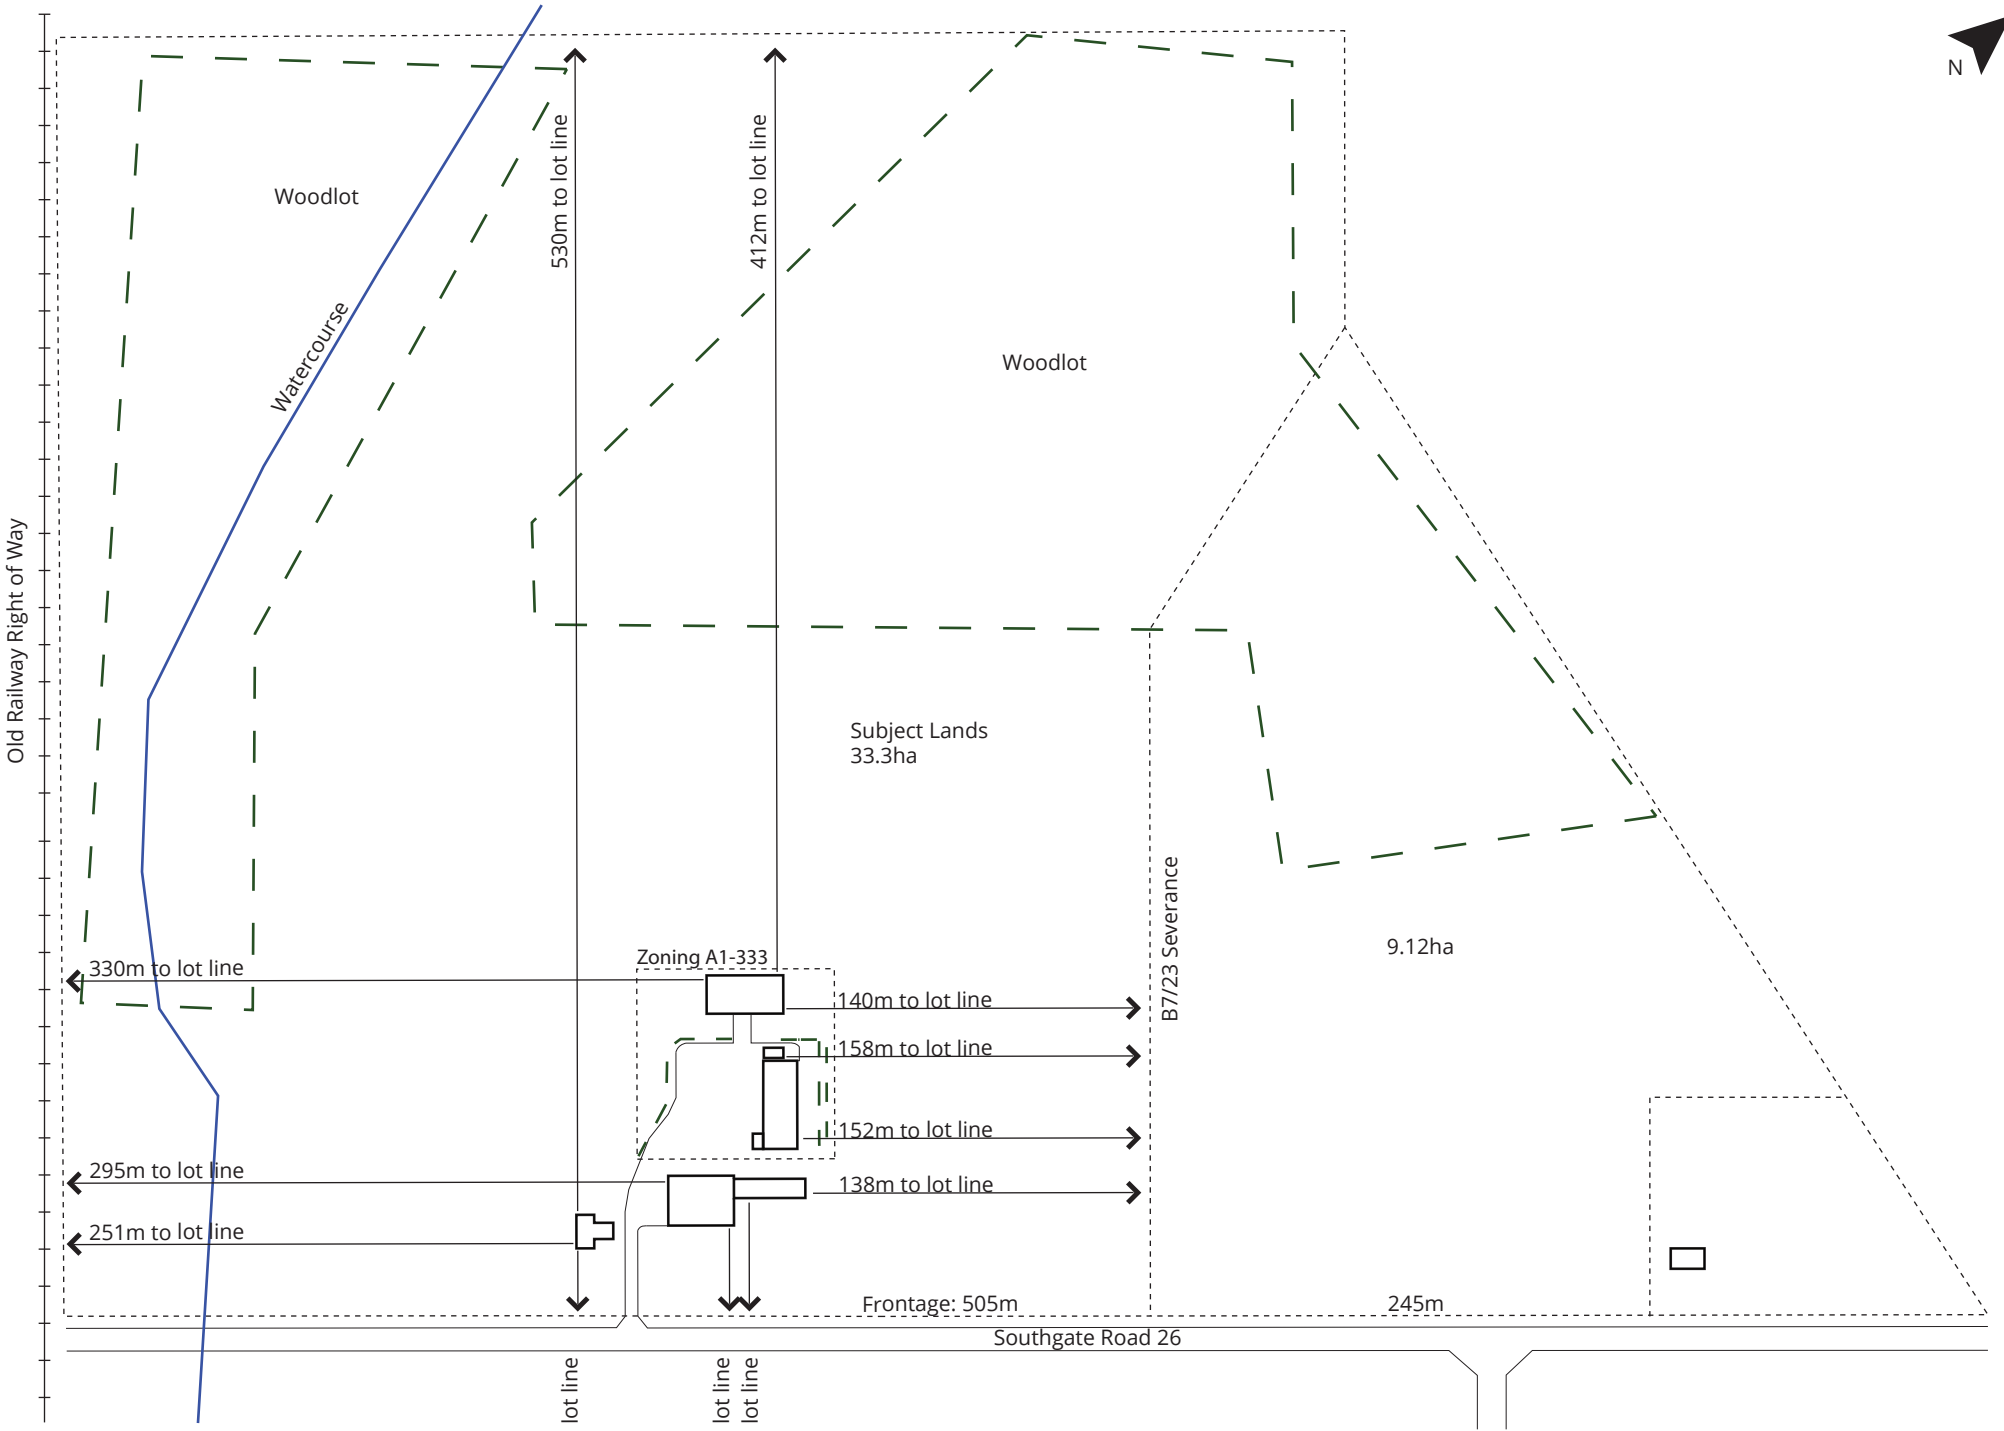 N
530m to lot line
412m to lot line
Woodlot
Watercourse
Woodlot
Old Railway Right of Way
Subject Lands
33.3ha
B7/23 Severance
9.12ha
Zoning A1-333
330m to lot line
140m to lot line
158m to lot line
152m to lot line
295m to lot line
138m to lot line
251m to lot line
Frontage: 505m
245m
Southgate Road 26
lot line
lot line
lot line